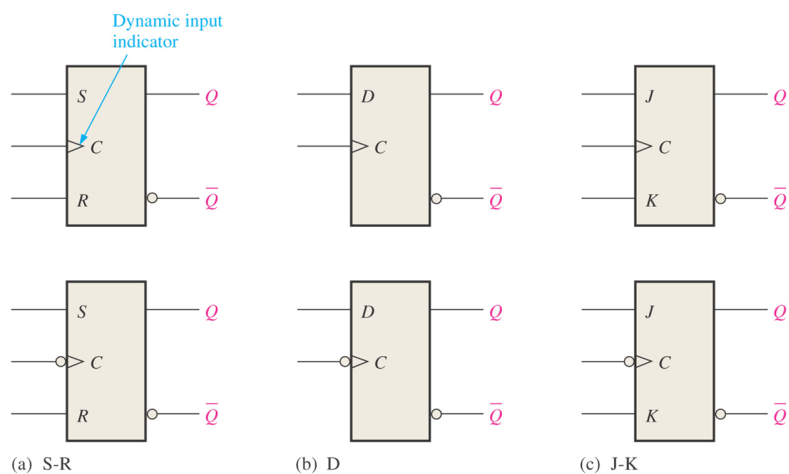 Dynamic input
indicator
S Q
C
R Q̅
D Q
C
Q̅
J Q
C
K Q̅
S Q
C
R Q̅
D Q
C
Q̅
J Q
C
K Q̅
(a) S-R
(b) D
(c) J-K